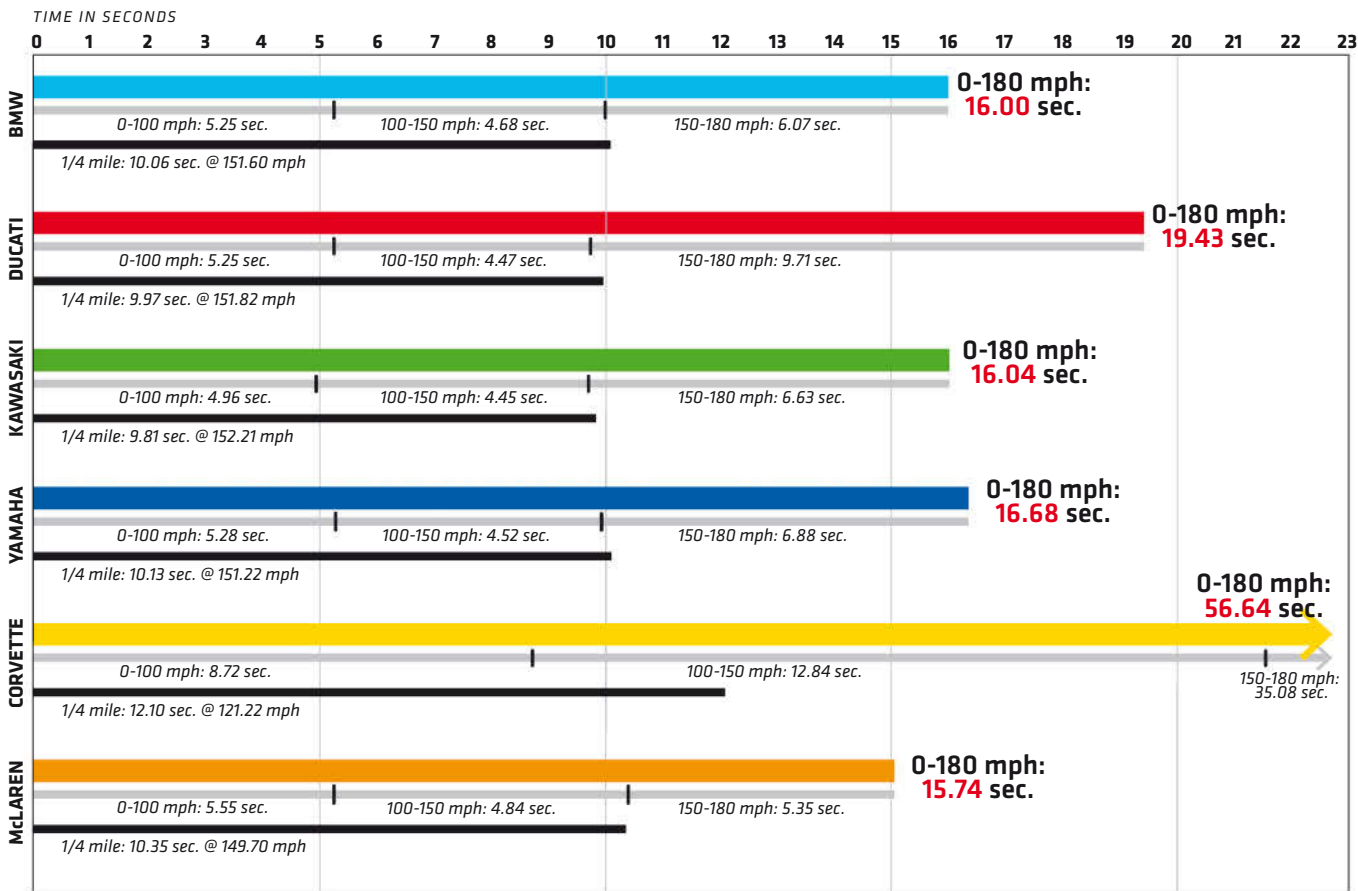 TIME IN SECONDS
0 1 2 3 4 5 6 7 8 9 10 11 12 13 14 15 16 17 18 19 20 21 22 23
BMW
0-180 mph:
16.00 sec.
0-100 mph: 5.25 sec. 100-150 mph: 4.68 sec. 150-180 mph: 6.07 sec.
1/4 mile: 10.06 sec. @ 151.60 mph
DUCATI
0-180 mph:
19.43 sec.
0-100 mph: 5.25 sec. 100-150 mph: 4.47 sec. 150-180 mph: 9.71 sec.
1/4 mile: 9.97 sec. @ 151.82 mph
KAWASAKI
0-180 mph:
16.04 sec.
0-100 mph: 4.96 sec. 100-150 mph: 4.45 sec. 150-180 mph: 6.63 sec.
1/4 mile: 9.81 sec. @ 152.21 mph
YAMAHA
0-180 mph:
16.68 sec.
0-100 mph: 5.28 sec. 100-150 mph: 4.52 sec. 150-180 mph: 6.88 sec.
1/4 mile: 10.13 sec. @ 151.22 mph
CORVETTE
0-180 mph:
56.64 sec.
0-100 mph: 8.72 sec. 100-150 mph: 12.84 sec.
150-180 mph:
35.08 sec.
1/4 mile: 12.10 sec. @ 121.22 mph
McLAREN
0-180 mph:
15.74 sec.
0-100 mph: 5.55 sec. 100-150 mph: 4.84 sec. 150-180 mph: 5.35 sec.
1/4 mile: 10.35 sec. @ 149.70 mph